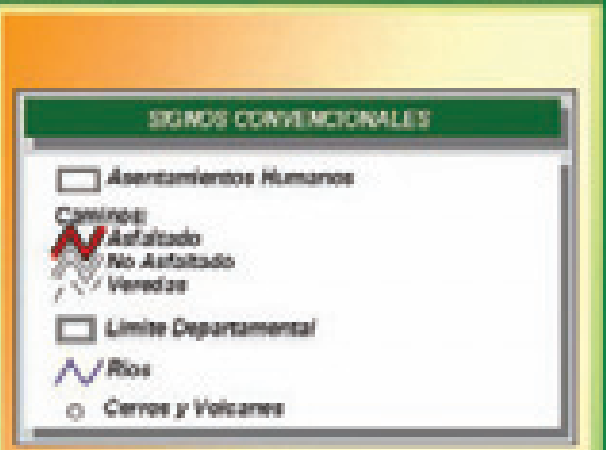 SIGNOS CONVENCIONALES
Asentamientos Humanos
Caminos:
Asfaltado
No Asfaltado
Veredas
Limite Departamental
Rios
Cerros y Volcanes